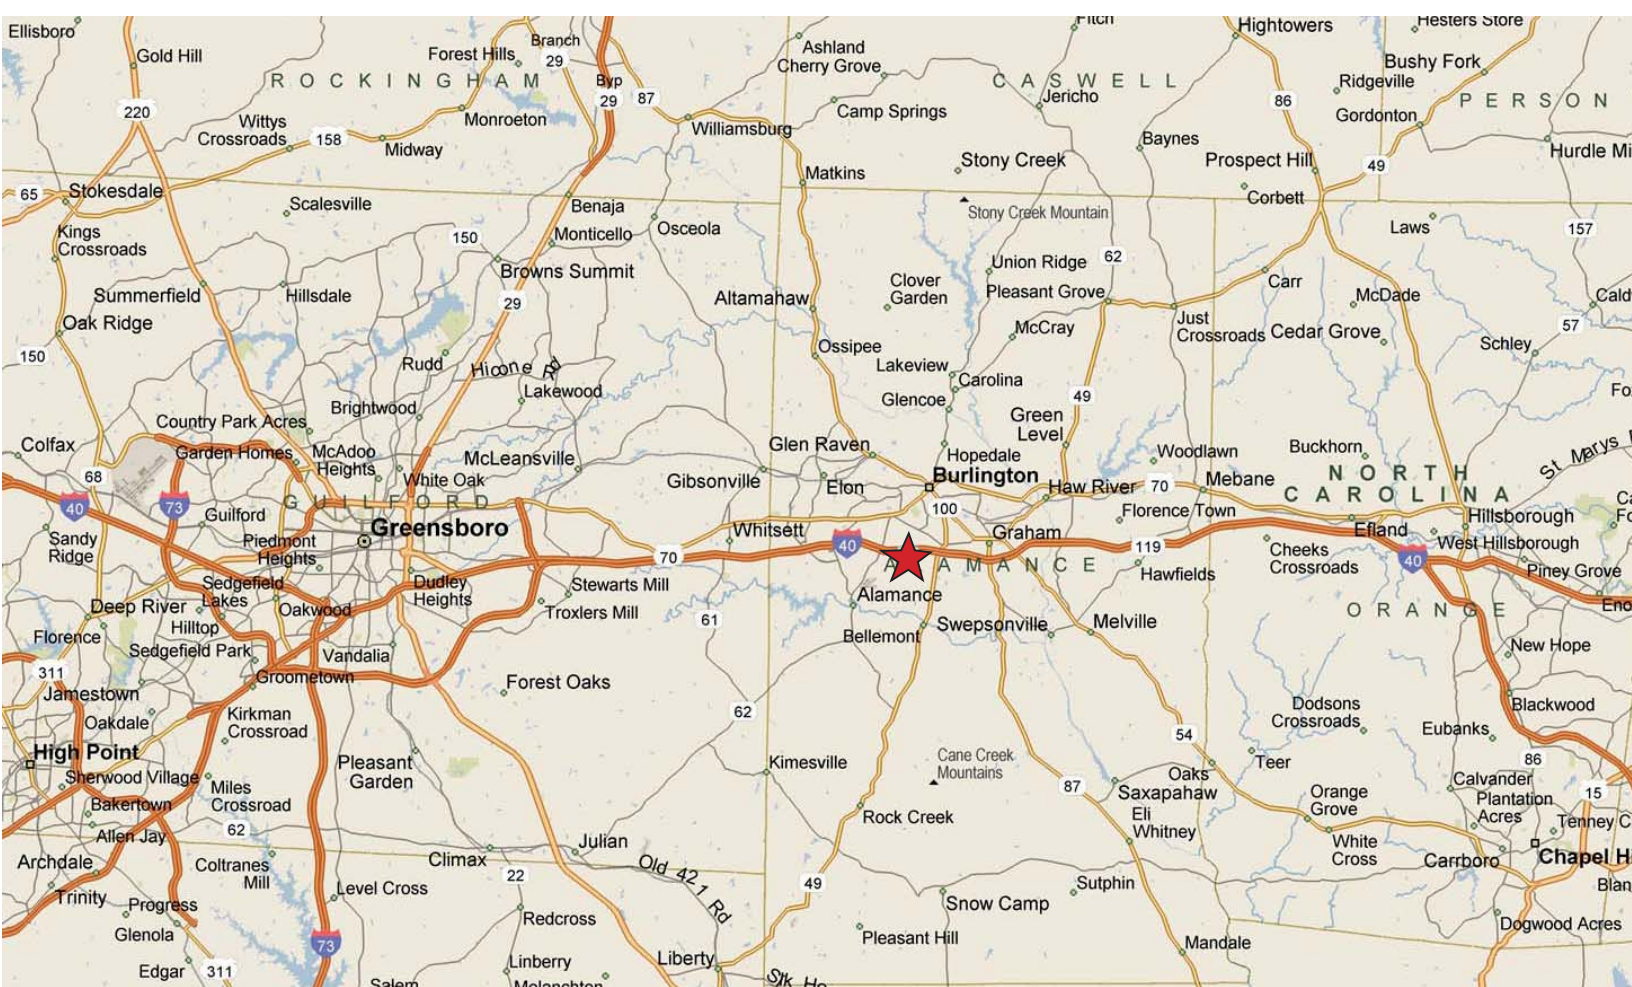 Ellisboro
Gold Hill
Forest Hills
Branch
29
Ashland
Cherry Grove
Fitch
Hightowers
Hesters Store
Bushy Fork
Ridgeville
Gordonton
ROCKINGHAM
Byp
29
87
CASWELL
Jericho
86
PERSON
220
Wittys
Crossroads
158
Monroeton
Midway
Williamsburg
Camp Springs
Baynes
Hurdle Mi
Matkins
Stony Creek
Prospect Hill
49
Corbett
65
Stokesdale
Scalesville
Benaja
Stony Creek Mountain
Laws
157
Kings
Crossroads
150
Monticello
Osceola
62
Browns Summit
Union Ridge
Pleasant Grove
Carr
Summerfield
Hillsdale
29
Altamahaw
Clover
Garden
McDade
Oak Ridge
McCray
Just
Crossroads
Cedar Grove
57
150
Rudd
Ossipee
Lakeview
Schley
Lakewood
Carolina
Glencoe
49
Brightwood
Green
Level
Country Park Acres
Colfax
Garden Homes
McAdoo
Heights
McLeansville
Glen Raven
Hopedale
Woodlawn
Buckhorn
68
White Oak
Gibsonville
Elon
Burlington
Haw River
70
Mebane
NORTH
CAROLINA
40
73
GUILFORD
100
Guilford
Greensboro
Whitsett
Graham
Florence Town
Hillsborough
Sandy
Ridge
Piedmont
Heights
70
40
ALAMANCE
119
Efland
West Hillsborough
Cheeks
Crossroads
40
Piney Grove
Hawfields
Sedgefield
Lakes
Dudley
Heights
Stewarts Mill
Troxlers Mill
Alamance
ORANGE
Deep River
Oakwood
Hilltop
61
Bellemont
Swepsonville
Melville
Florence
Sedgefield Park
Vandalia
New Hope
311
Groometown
Forest Oaks
Jamestown
Oakdale
Kirkman
Crossroad
62
Dodsons
Crossroads
Blackwood
Eubanks
54
High Point
Pleasant
Garden
Kimesville
Cane Creek
Mountains
Teer
86
Sherwood Village
Miles
Crossroad
87
Oaks
Saxapahaw
Calvander
Plantation
Acres
15
Bakertown
Orange
Grove
Allen Jay
62
Rock Creek
Eli
Whitney
Tenney C
Julian
White
Cross
Archdale
Coltranes
Mill
Climax
Old 421 Rd
Carrboro
Chapel H
22
49
Trinity
Level Cross
Sutphin
Progress
Redcross
Snow Camp
Dogwood Acres
Glenola
73
Pleasant Hill
Mandale
Edgar
311
Linberry
Liberty